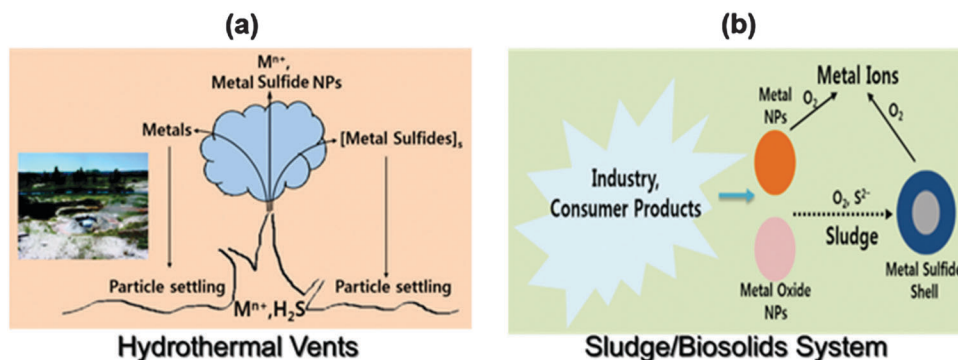 (a)
Mⁿ⁺,
Metal Sulfide NPs
Metals
[Metal Sulfides]ₛ
Particle settling
Mⁿ⁺,H₂S
Particle settling
Hydrothermal Vents
(b)
Metal Ions
Metal
NPs
O₂
O₂
Industry,
Consumer Products
O₂, S²⁻
Sludge
Metal Oxide
NPs
Metal Sulfide
Shell
Sludge/Biosolids System